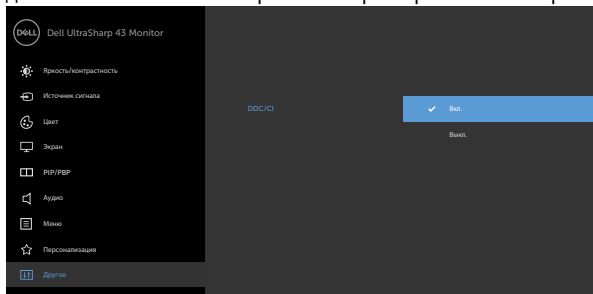 DELL
Dell UltraSharp 43 Monitor
Яркость/контрастность
Источник сигнала
Цвет
Экран
PIP/PBP
Аудио
Меню
Персонализация
Другое
DDC/CI
Вкл.
Выкл.